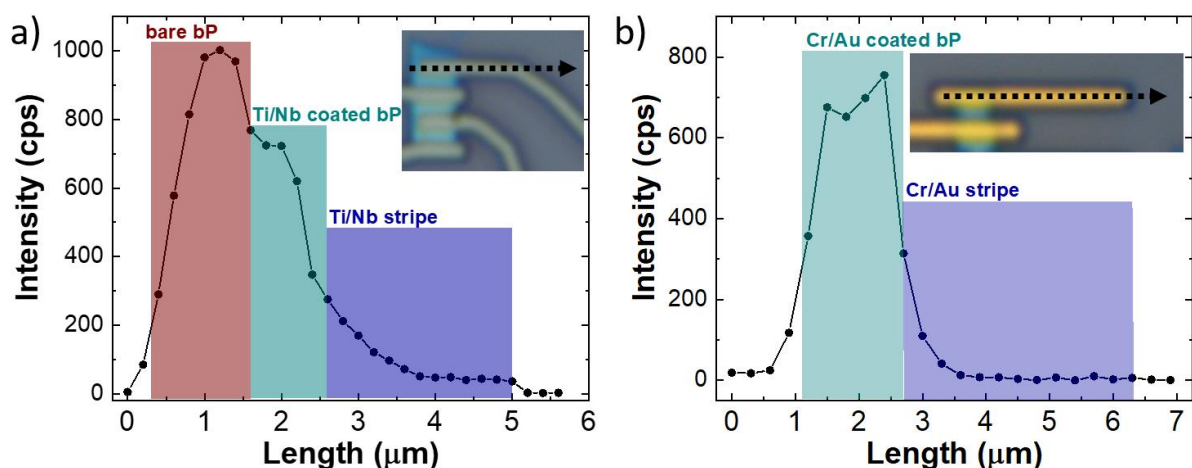 a)
bare bP
Ti/Nb coated bP
Ti/Nb stripe
Intensity (cps)
1000
800
600
400
200
0
0 1 2 3 4 5 6
Length (μm)
b)
Cr/Au coated bP
Cr/Au stripe
Intensity (cps)
800
600
400
200
0
0 1 2 3 4 5 6 7
Length (μm)